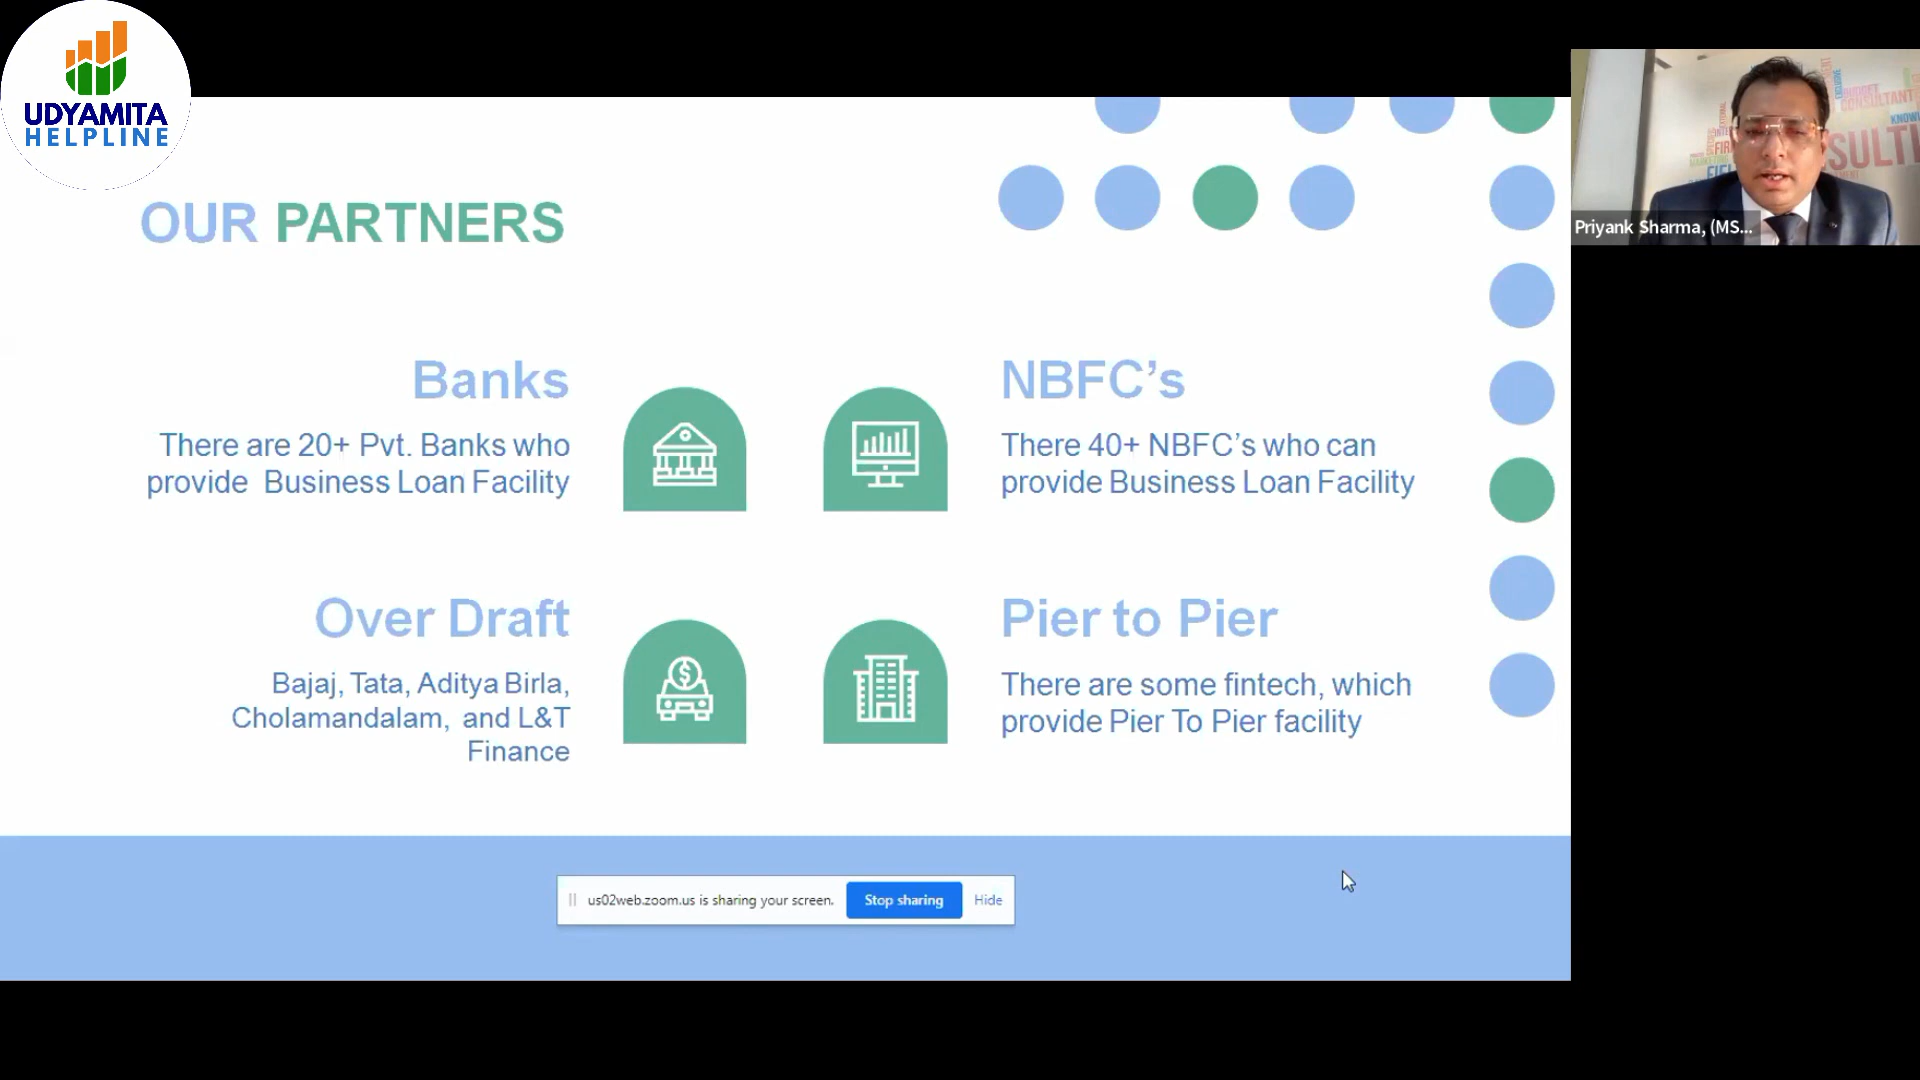 UDYAMITA
HELPLINE
OUR PARTNERS
Banks
There are 20+ Pvt. Banks who
provide Business Loan Facility
NBFC’s
There 40+ NBFC’s who can
provide Business Loan Facility
Over Draft
Bajaj, Tata, Aditya Birla,
Cholamandalam, and L&T
Finance
Pier to Pier
There are some fintech, which
provide Pier To Pier facility
us02web.zoom.us is sharing your screen.
Stop sharing
Hide
CONSULTANT
KNOW
SULTI
Priyank Sharma, (MS...